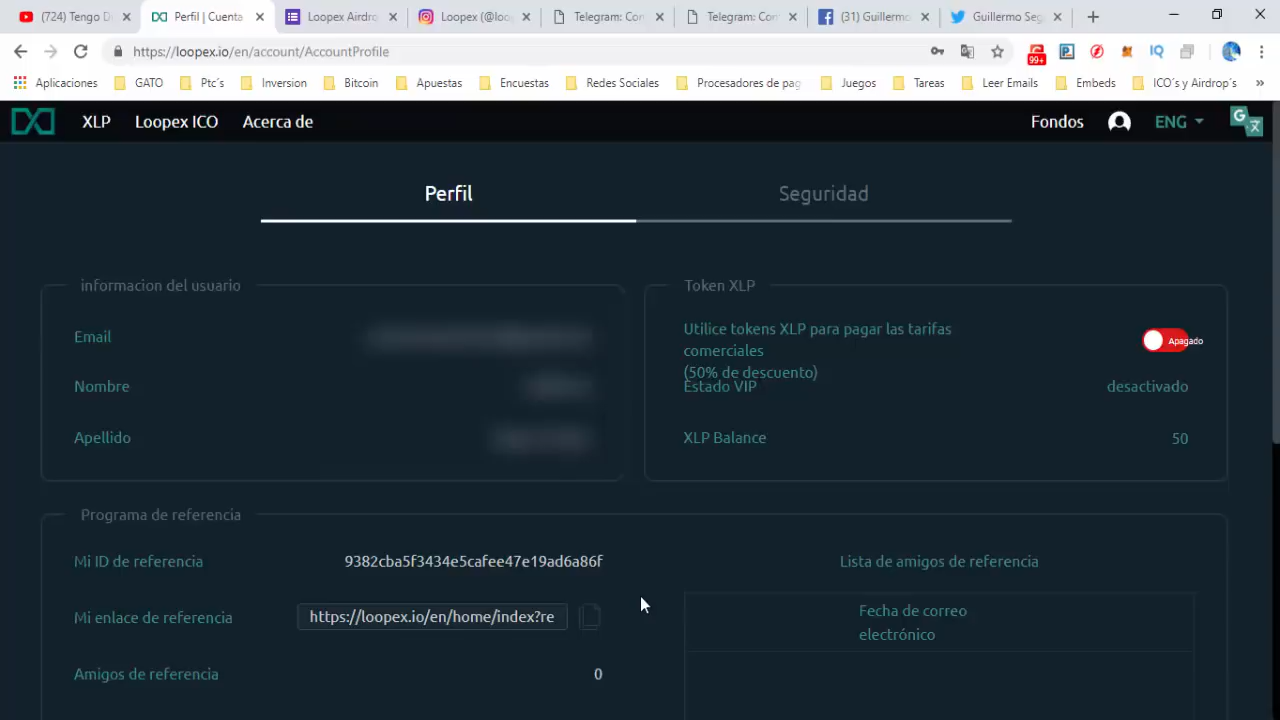 (724) Tengo D
Perfil | Cuenta
Loopex Airdro
Loopex (@loo
Telegram: Con
Telegram: Con
(31) Guillermo
Guillermo Seg
https://loopex.io/en/account/AccountProfile
99+
IQ
Aplicaciones
GATO
Ptc´s
Inversion
Bitcoin
Apuestas
Encuestas
Redes Sociales
Procesadores de pag
Juegos
Tareas
Leer Emails
Embeds
ICO´s y Airdrop´s
»
XLP
Loopex ICO
Acerca de
Fondos
ENG
Perfil
Seguridad
informacion del usuario
Email
Nombre
Apellido
Token XLP
Utilice tokens XLP para pagar las tarifas
comerciales
(50% de descuento)
Apagado
Estado VIP
desactivado
XLP Balance
50
Programa de referencia
Mi ID de referencia
9382cba5f3434e5cafee47e19ad6a86f
Mi enlace de referencia
https://loopex.io/en/home/index?re
Amigos de referencia
0
Lista de amigos de referencia
Fecha de correo
electrónico